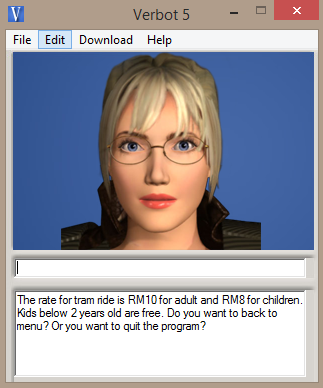 V Verbot 5
File Edit Download Help
The rate for tram ride is RM10 for adult and RM8 for children.
Kids below 2 years old are free. Do you want to back to
menu? Or you want to quit the program?